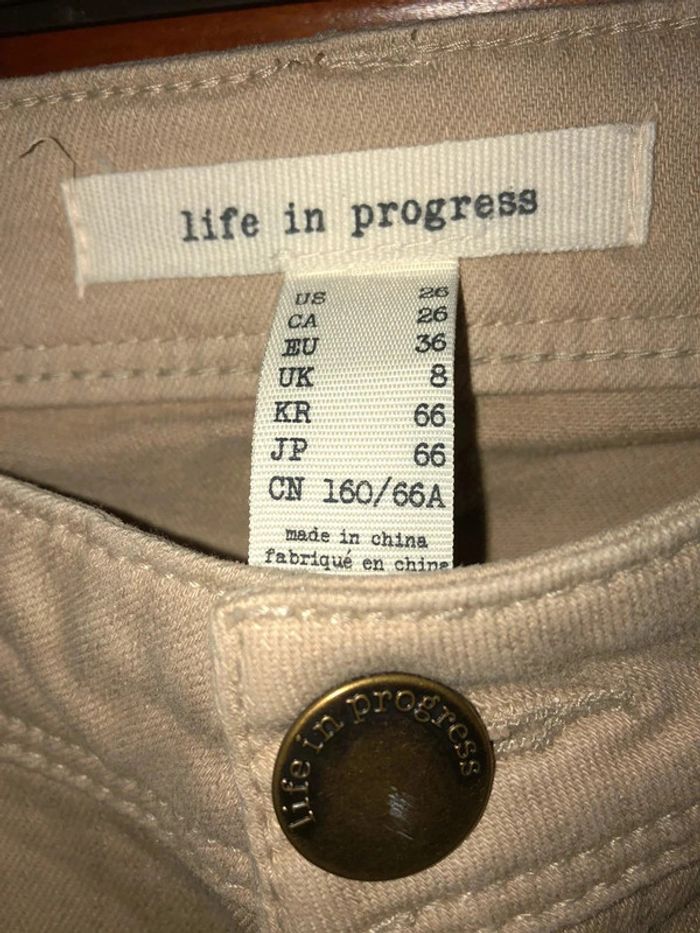 life in progress
US 26
CA 26
EU 36
UK 8
KR 66
JP 66
CN 160/66A
made in china
fabriqué en chine
life in progress